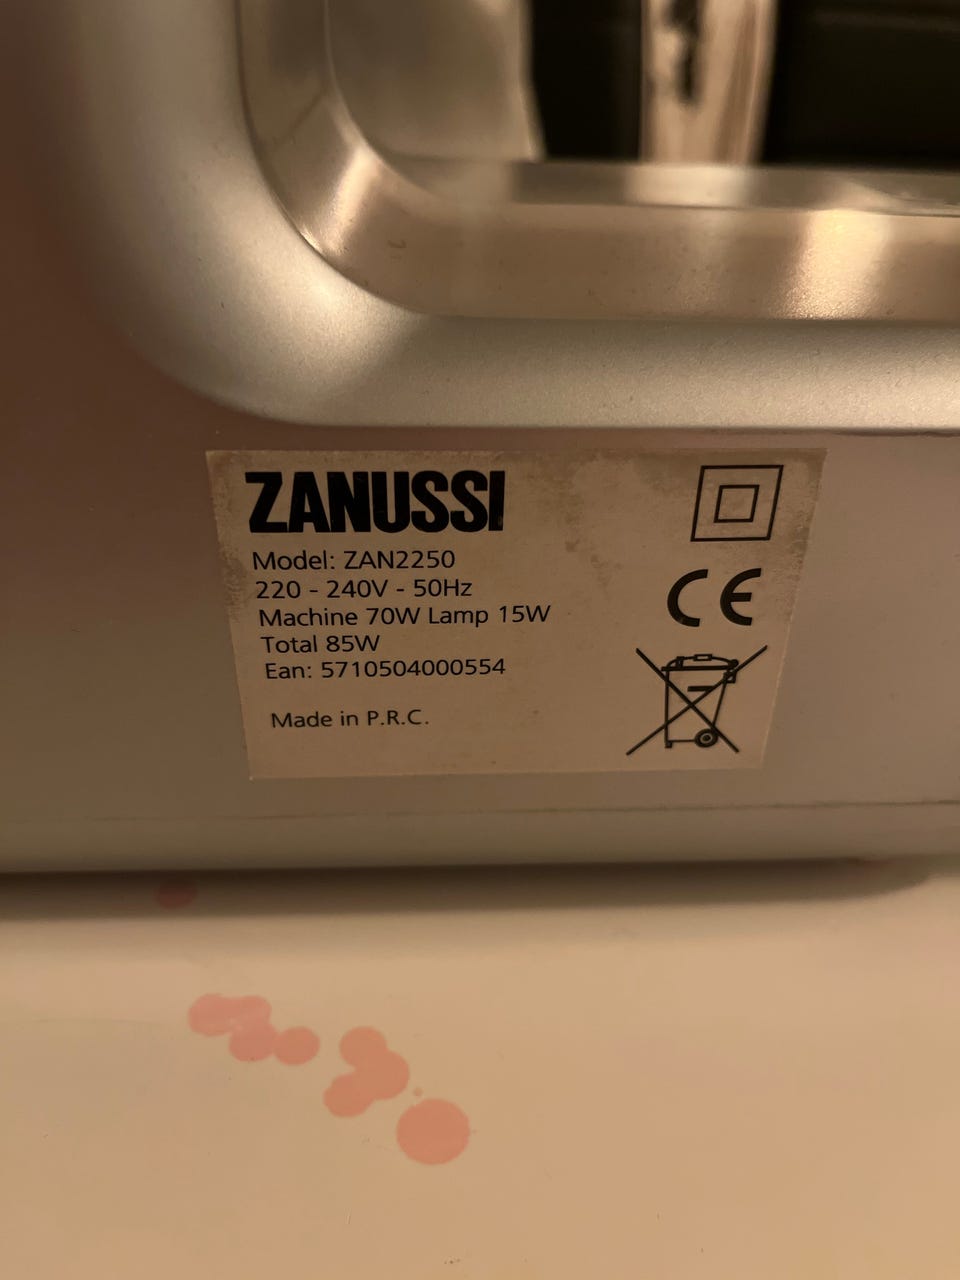 ZANUSSI
Model: ZAN2250
220 - 240V - 50Hz
Machine 70W Lamp 15W
Total 85W
Ean: 5710504000554
Made in P.R.C.
CE